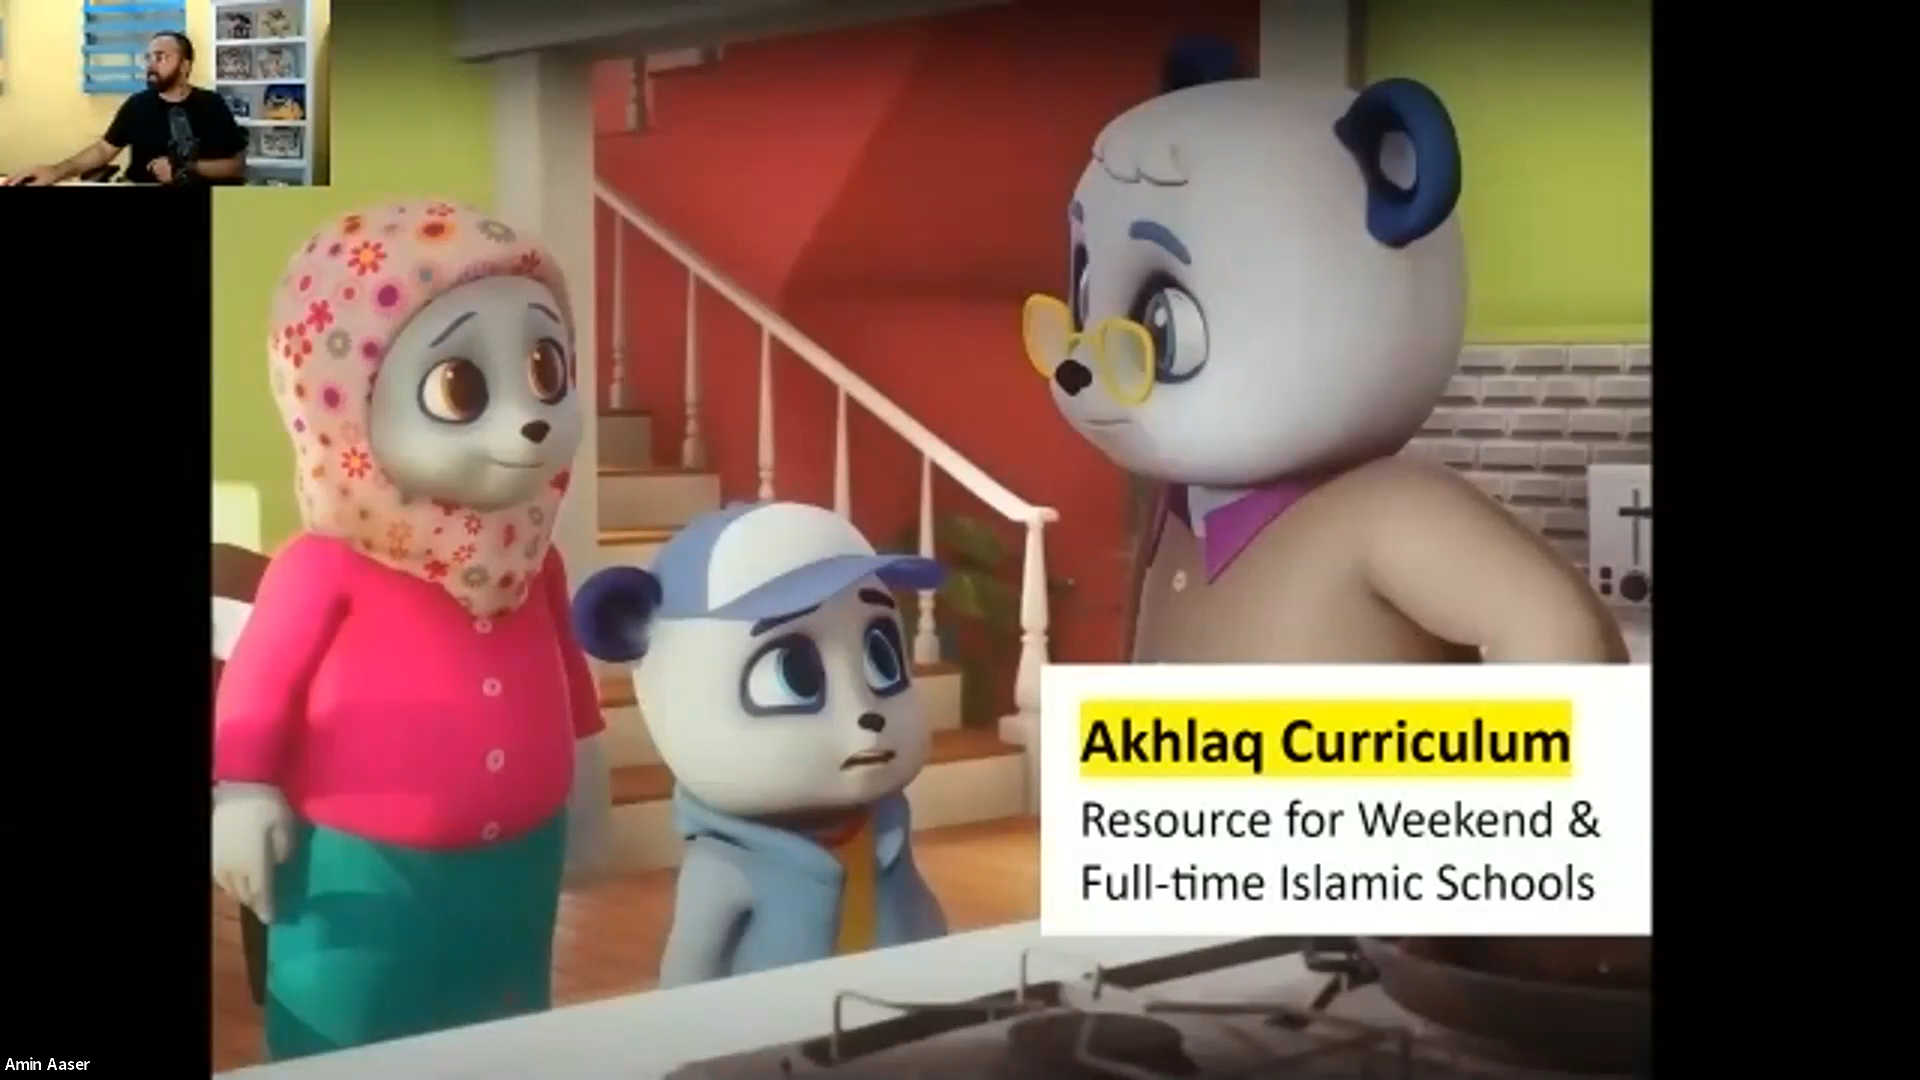 Akhlaq Curriculum
Resource for Weekend &
Full-time Islamic Schools
Amin Aaser